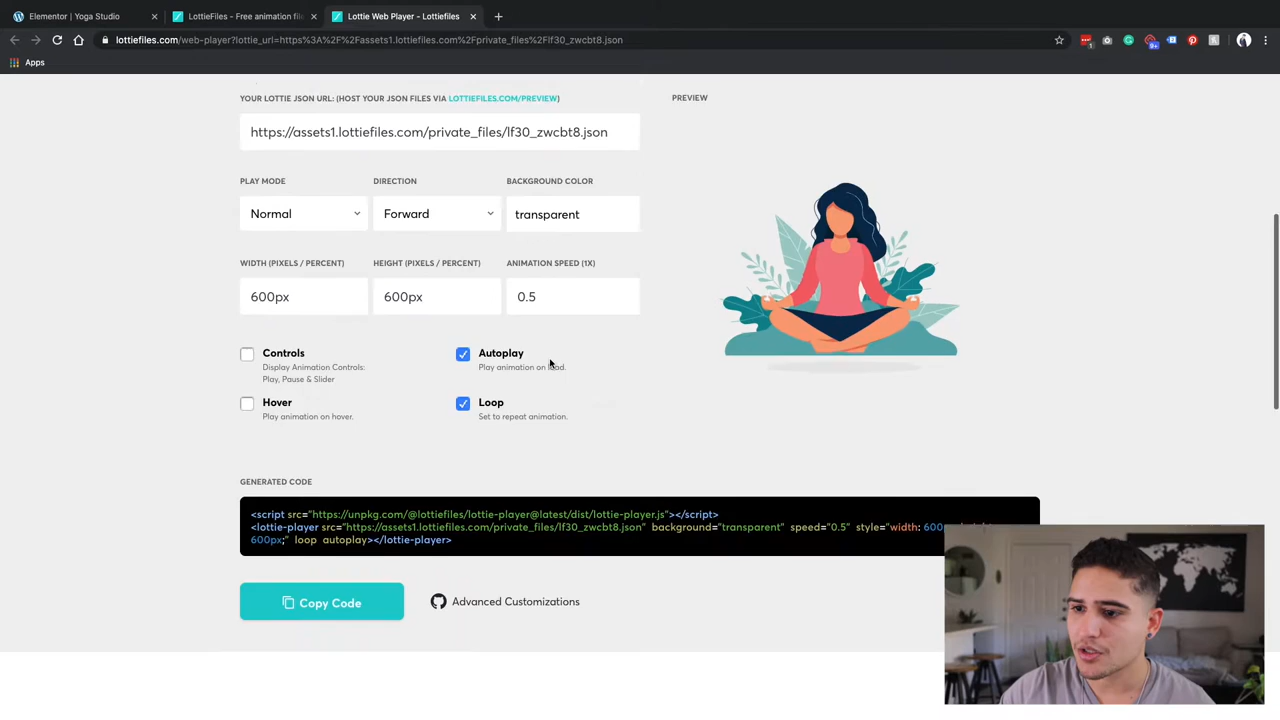 Elementor | Yoga Studio
LottieFiles - Free animation file
Lottie Web Player - Lottiefiles
lottiefiles.com/web-player?lottie_url=https%3A%2F%2Fassets1.lottiefiles.com%2Fprivate_files%2Flf30_zwcbt8.json
1
9+
Apps
YOUR LOTTIE JSON URL: (HOST YOUR JSON FILES VIA LOTTIEFILES.COM/PREVIEW)
PREVIEW
https://assets1.lottiefiles.com/private_files/lf30_zwcbt8.json
PLAY MODE
DIRECTION
BACKGROUND COLOR
Normal
Forward
transparent
WIDTH (PIXELS / PERCENT)
HEIGHT (PIXELS / PERCENT)
ANIMATION SPEED (1X)
600px
600px
0.5
Controls
Display Animation Controls:
Play, Pause & Slider
Autoplay
Play animation on load.
Hover
Play animation on hover.
Loop
Set to repeat animation.
GENERATED CODE
<script src="https://unpkg.com/@lottiefiles/lottie-player@latest/dist/lottie-player.js"></script>
<lottie-player src="https://assets1.lottiefiles.com/private_files/lf30_zwcbt8.json" background="transparent" speed="0.5" style="width: 600
600px;" loop autoplay></lottie-player>
Copy Code
Advanced Customizations